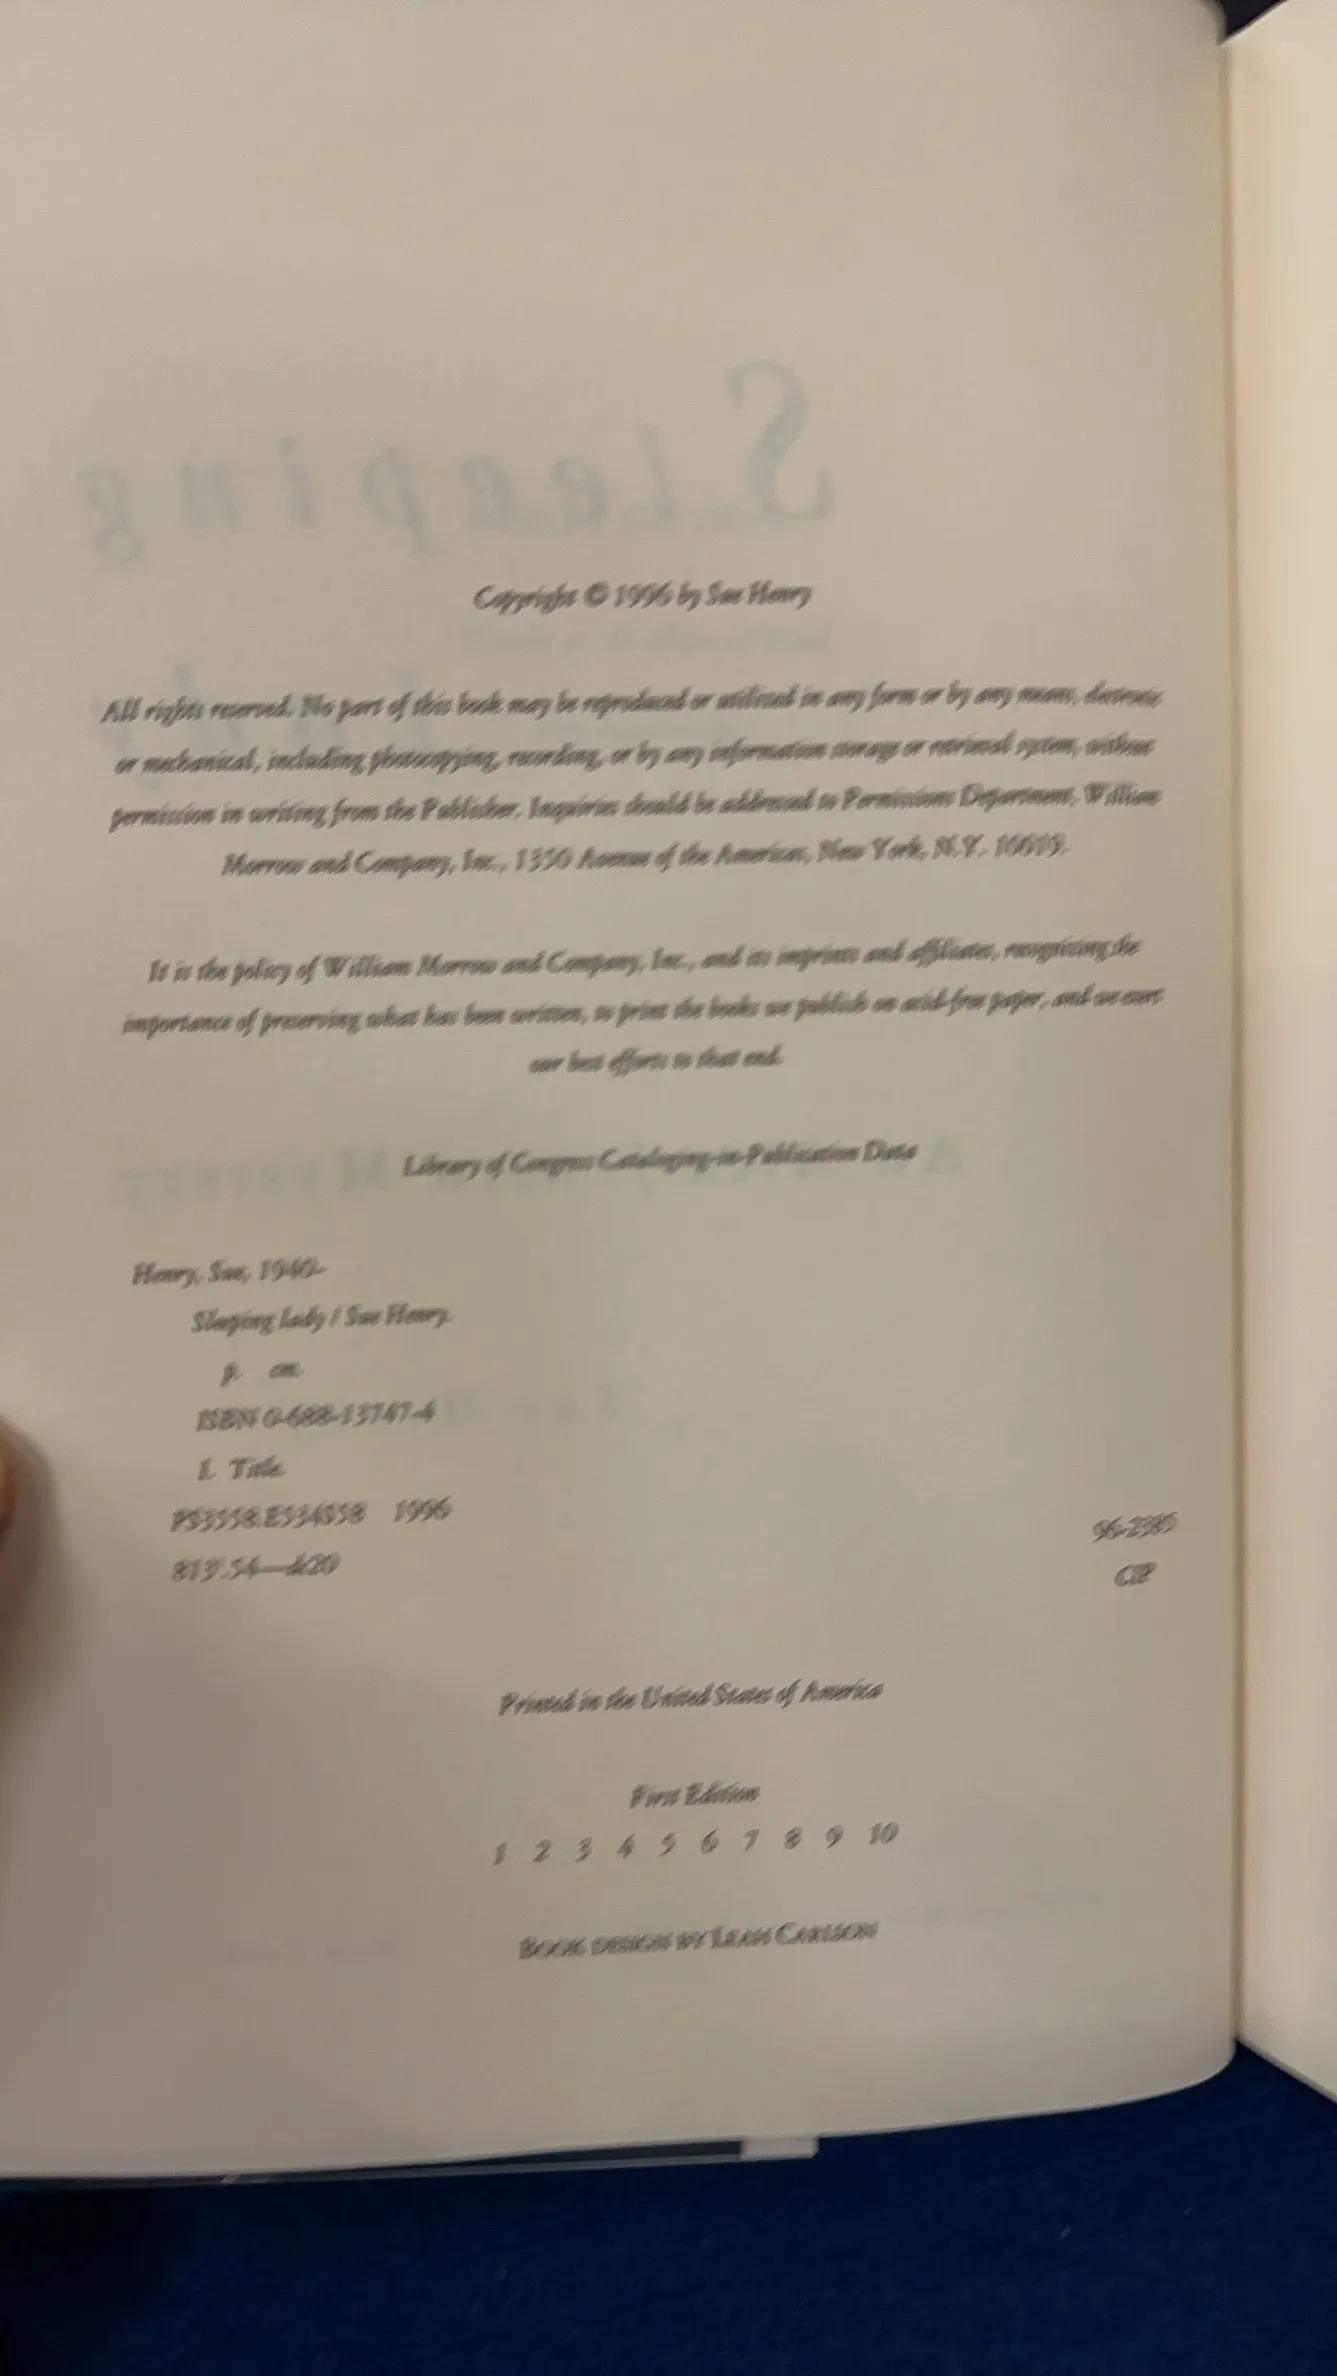 Sleeping
Copyright © 1996 by Sue Henry
All rights reserved. No part of this book may be reproduced or utilized in any form or by any means, electronic
or mechanical, including photocopying, recording, or by any information storage or retrieval system, without
permission in writing from the Publisher. Inquiries should be addressed to Permissions Department, William
Morrow and Company, Inc., 1350 Avenue of the Americas, New York, N.Y. 10019.
It is the policy of William Morrow and Company, Inc., and its imprints and affiliates, recognizing the
importance of preserving what has been written, to print the books we publish on acid-free paper, and we exert
our best efforts to that end.
Library of Congress Cataloging-in-Publication Data
Henry, Sue, 1940-
Sleeping lady / Sue Henry.
p. cm.
ISBN 0-688-13747-4
I. Title.
PS3558.E534S58 1996
813'.54—dc20
96-2385
CIP
Printed in the United States of America
First Edition
1 2 3 4 5 6 7 8 9 10
BOOK DESIGN BY LEAH CARLSON